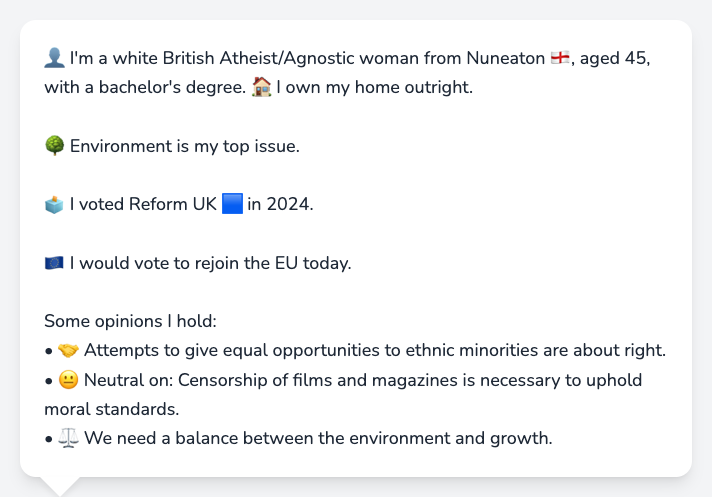 👤 I'm a white British Atheist/Agnostic woman from Nuneaton 🏴󠁧󠁢󠁥󠁮󠁧󠁿, aged 45,
with a bachelor's degree. 🏠 I own my home outright.
🌳 Environment is my top issue.
🗳️ I voted Reform UK 🟦 in 2024.
🇪🇺 I would vote to rejoin the EU today.
Some opinions I hold:
• 🤝 Attempts to give equal opportunities to ethnic minorities are about right.
• 😐 Neutral on: Censorship of films and magazines is necessary to uphold
moral standards.
• ⚖️ We need a balance between the environment and growth.